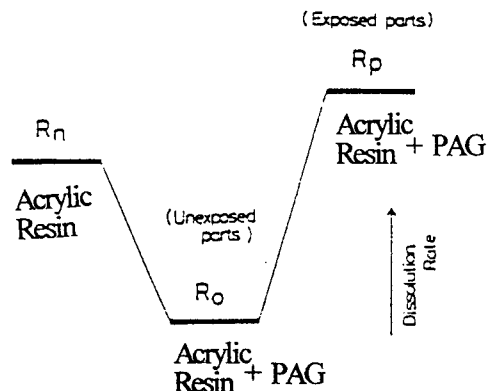 (Exposed parts)
Rp
Acrylic
Resin + PAG
Rn
Acrylic
Resin
(Unexposed
parts)
Ro
Acrylic
Resin + PAG
Dissolution
Rate